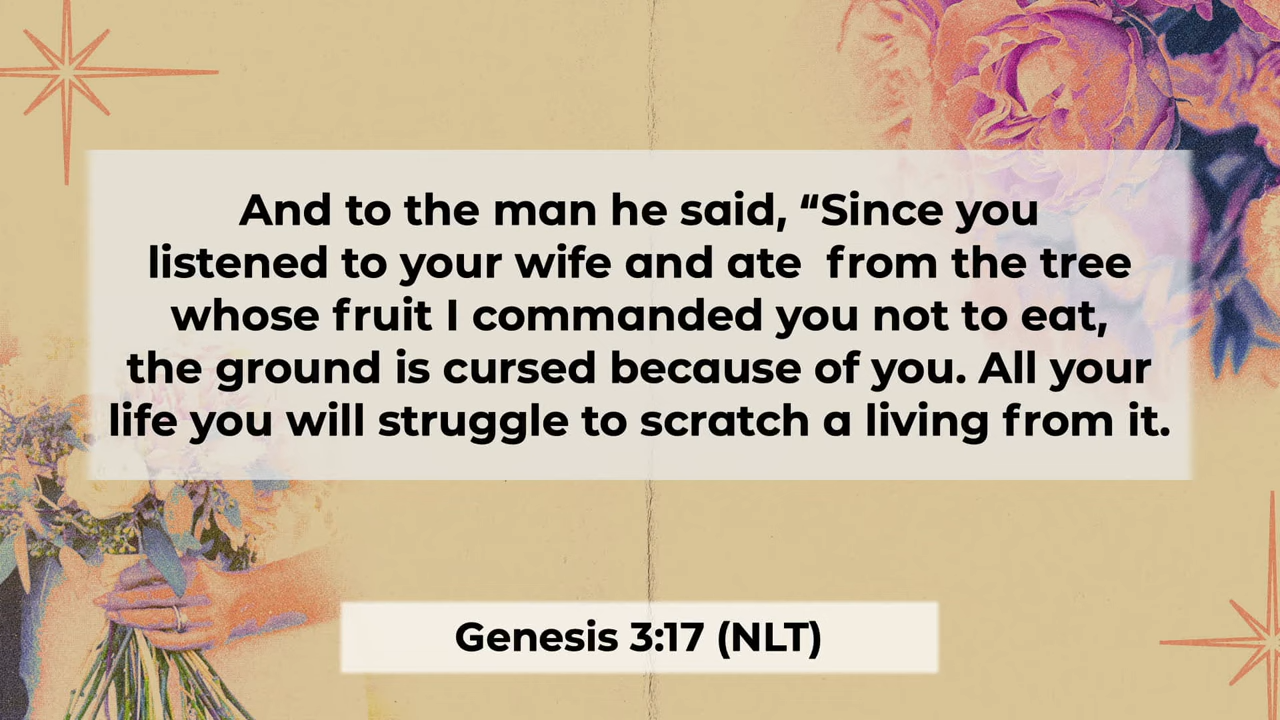 And to the man he said, “Since you
listened to your wife and ate  from the tree
whose fruit I commanded you not to eat,
the ground is cursed because of you. All your
life you will struggle to scratch a living from it.
Genesis 3:17 (NLT)